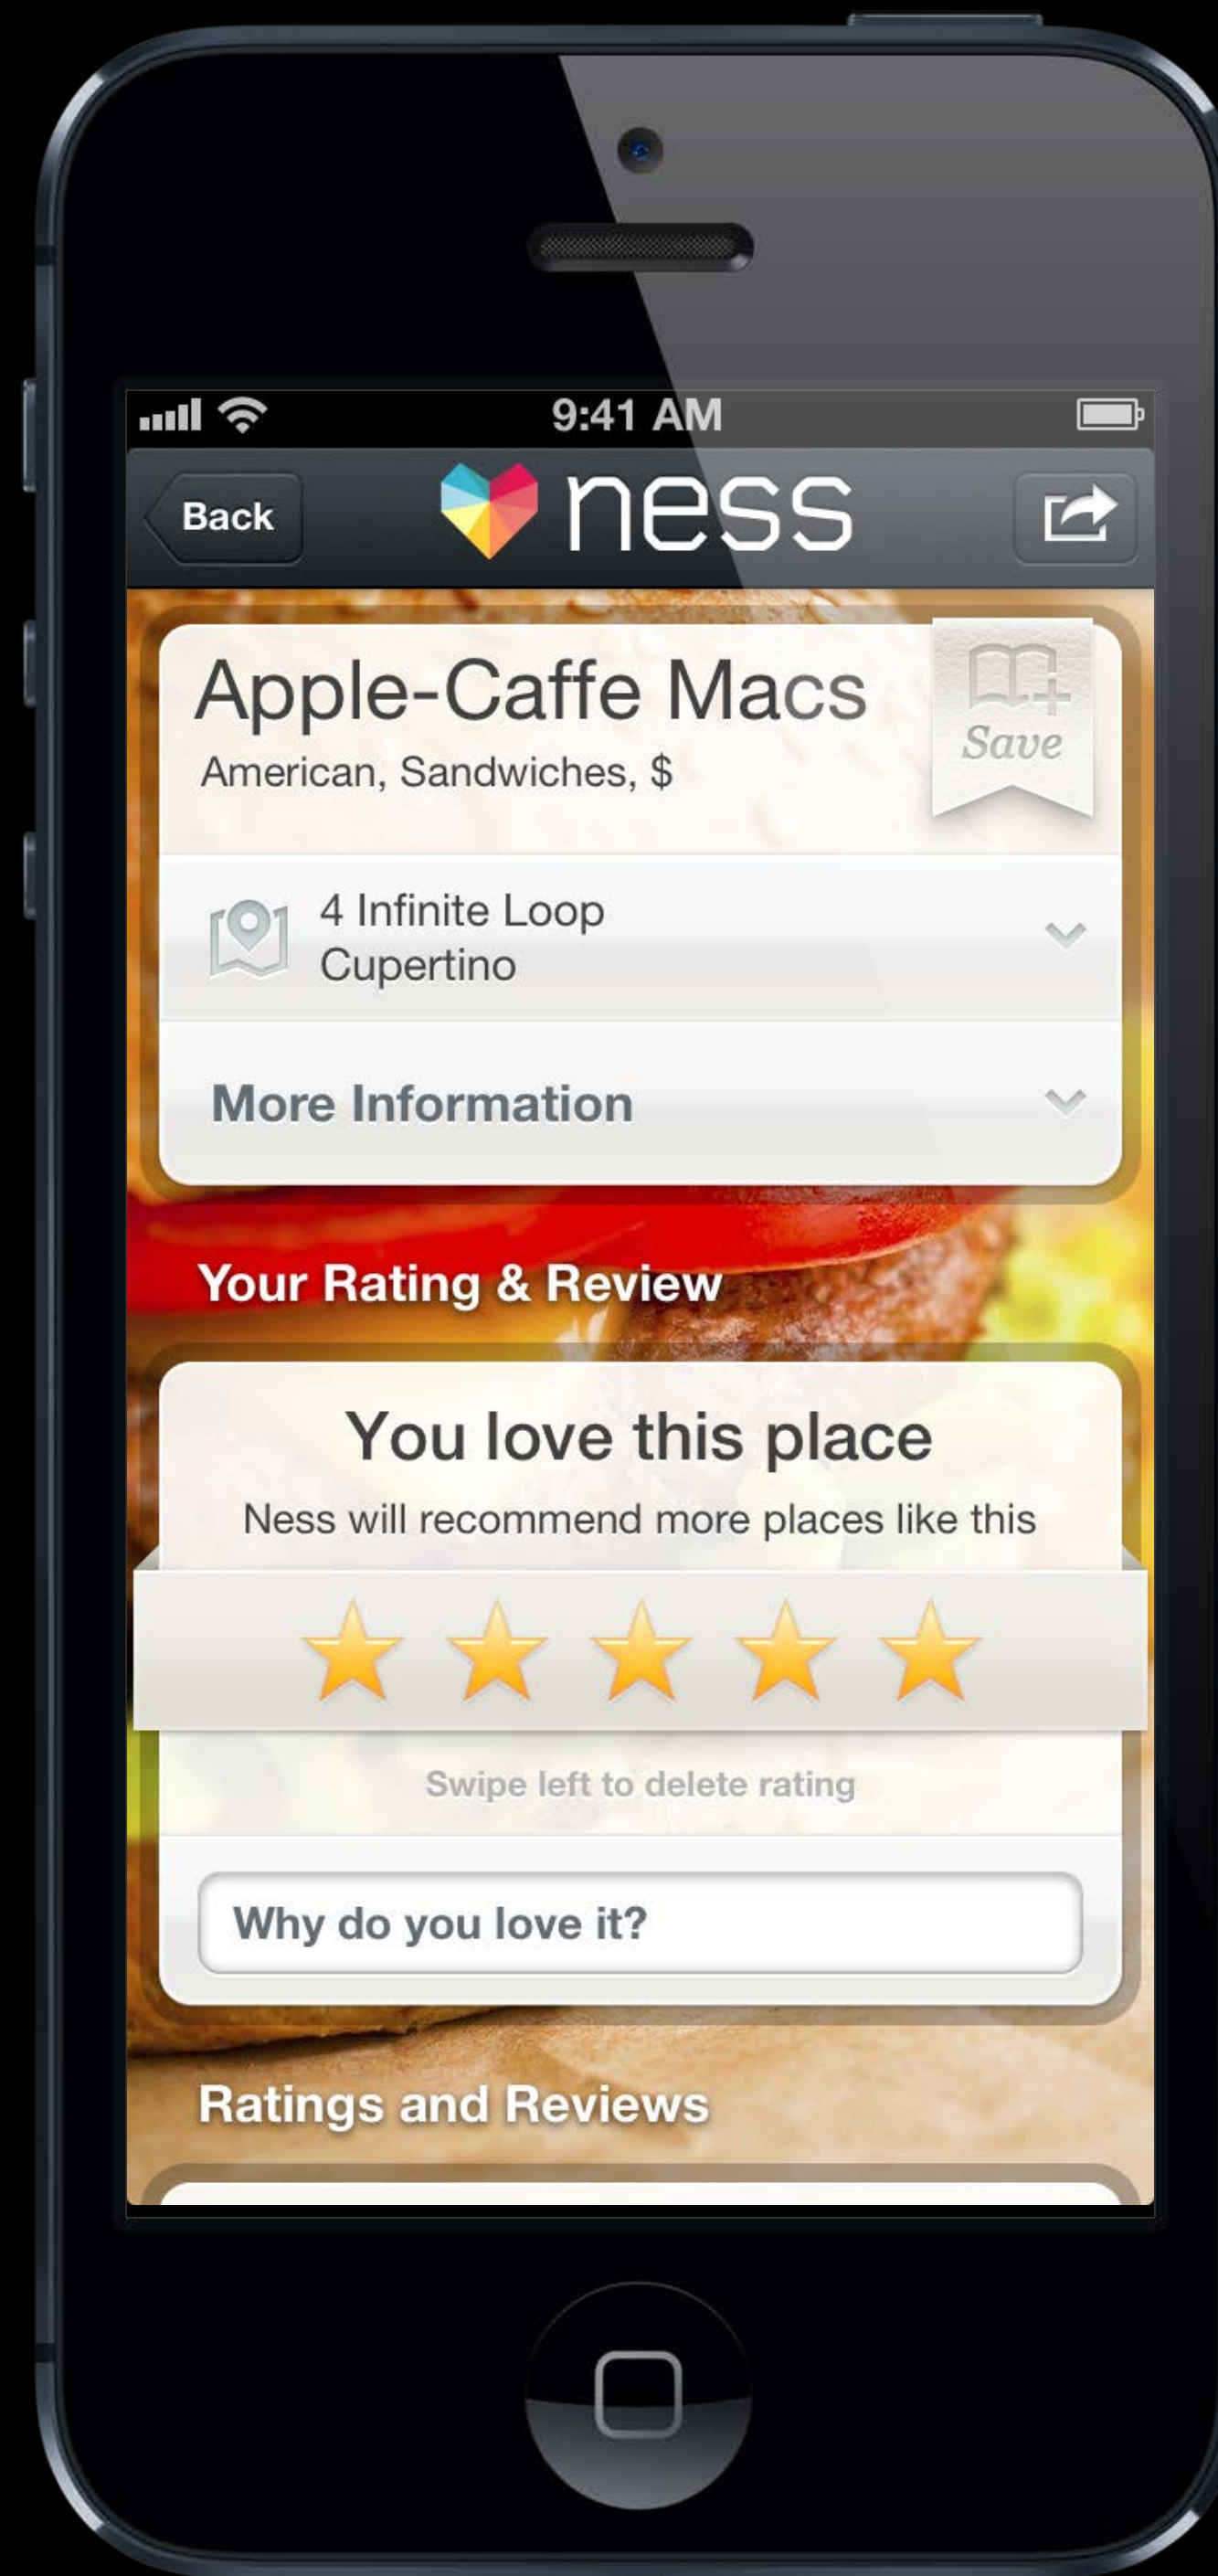 9:41 AM
Back
ness
Apple-Caffe Macs
Save
American, Sandwiches, $
4 Infinite Loop
Cupertino
More Information
Your Rating & Review
You love this place
Ness will recommend more places like this
Swipe left to delete rating
Why do you love it?
Ratings and Reviews